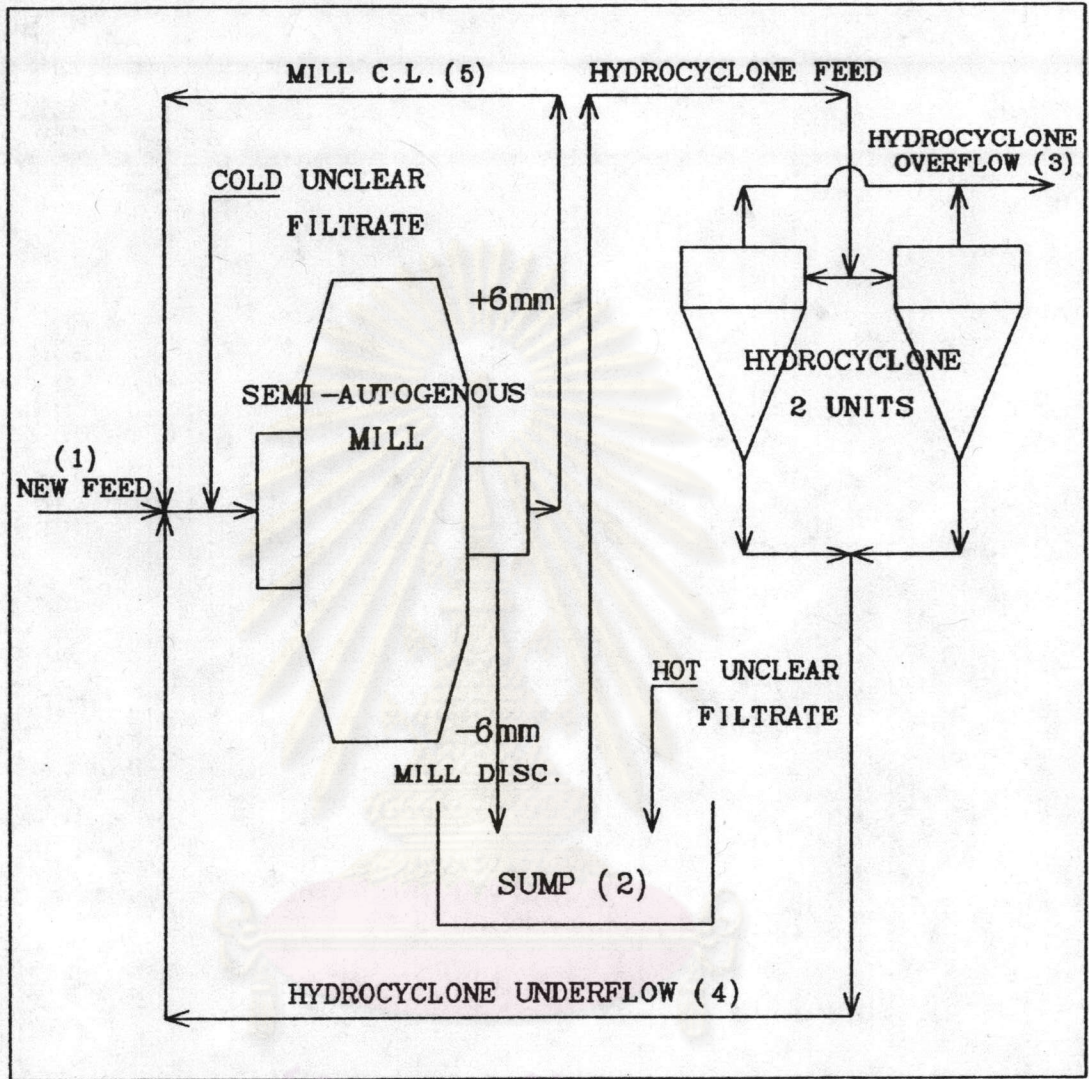 MILL C.L.(5)
HYDROCYCLONE FEED
HYDROCYCLONE
OVERFLOW (3)
COLD UNCLEAR
FILTRATE
+6mm
SEMI-AUTOGENOUS
MILL
HYDROCYCLONE
2 UNITS
(1)
NEW FEED
HOT UNCLEAR
FILTRATE
-6mm
MILL DISC.
SUMP (2)
HYDROCYCLONE UNDERFLOW (4)